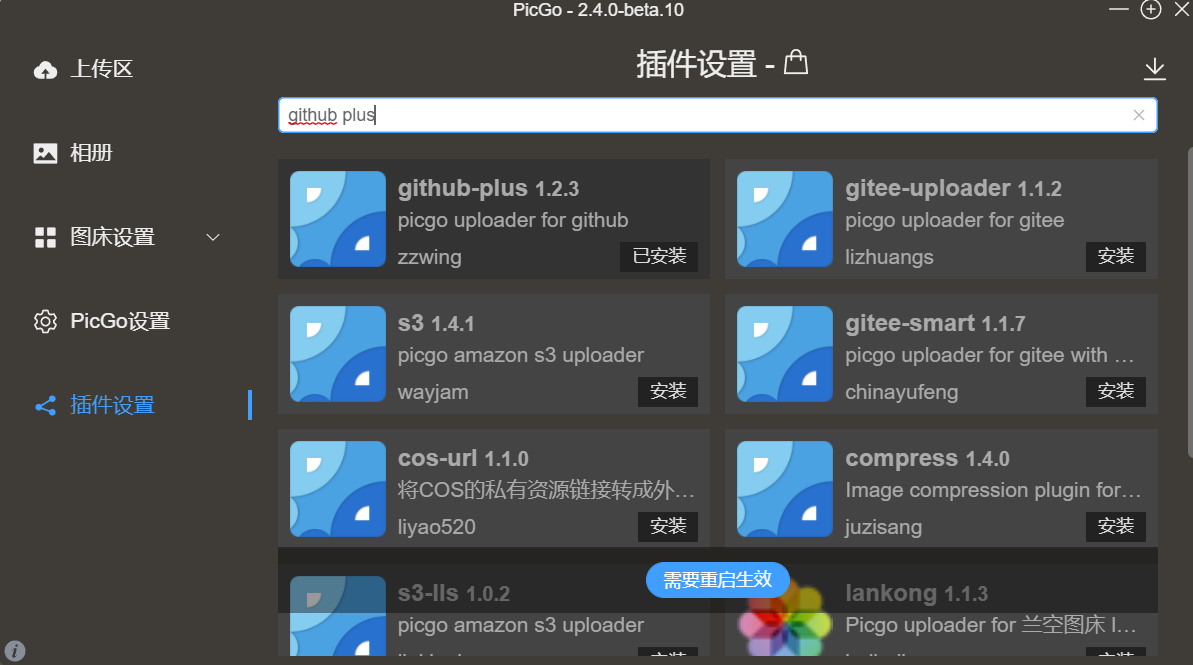 PicGo - 2.4.0-beta.10
上传区
相册
图床设置
PicGo设置
插件设置
插件设置 -
github plus
github-plus 1.2.3
picgo uploader for github
zzwing
已安装
gitee-uploader 1.1.2
picgo uploader for gitee
lizhuangs
安装
s3 1.4.1
picgo amazon s3 uploader
wayjam
安装
gitee-smart 1.1.7
picgo uploader for gitee with …
chinayufeng
安装
cos-url 1.1.0
将COS的私有资源链接转成外…
liyao520
安装
compress 1.4.0
Image compression plugin for…
juzisang
安装
需要重启生效
s3-lls 1.0.2
picgo amazon s3 uploader
安装
lankong 1.1.3
Picgo uploader for 兰空图床 l…
安装